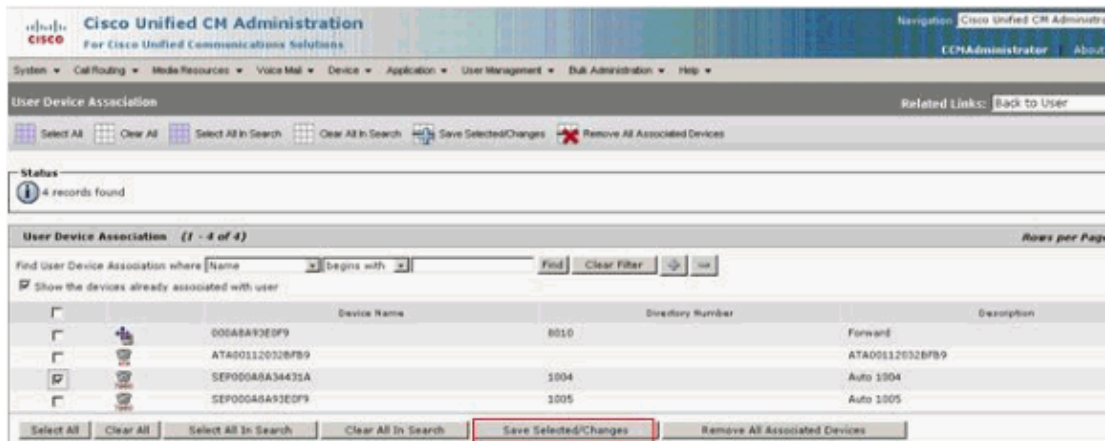 Cisco Unified CM Administration
CISCO
For Cisco Unified Communications Solutions
Navigation Cisco Unified CM Administra
CCMAdministrator About
System Call Routing Media Resources Voice Mail Device Application User Management Bulk Administration Help
User Device Association
Related Links: Back to User
Select All Clear All Select All In Search Clear All In Search Save Selected/Changes Remove All Associated Devices
Status
4 records found
User Device Association (1 - 4 of 4)
Rows per Page
Find User Device Association where Name begins with Find Clear Filter
Show the devices already associated with user
Device Name Directory Number Description
000A8A93E0F9 8010 Forward
ATA00112032BFB9 ATA00112032BFB9
SEP000A8A34431A 1004 Auto 1004
SEP000A8A93E0F9 1005 Auto 1005
Select All Clear All Select All In Search Clear All In Search Save Selected/Changes Remove All Associated Devices